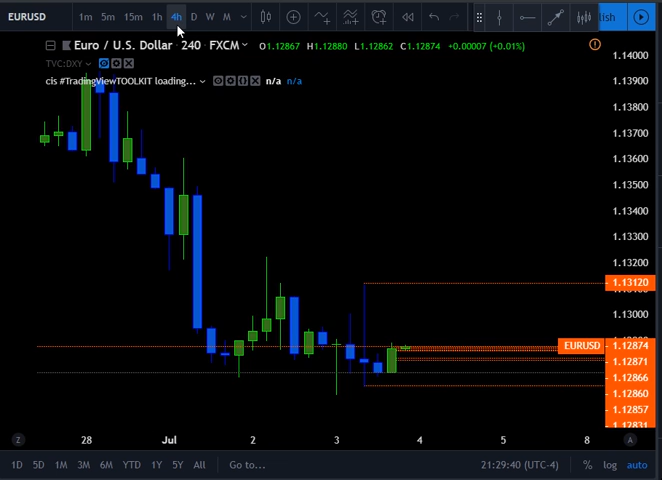 EURUSD 1m 5m 15m 1h 4h D W M lish
Euro / U.S. Dollar 240 FXCM O1.12867 H1.12880 L1.12862 C1.12874 +0.00007 (+0.01%)
TVC:DXY
cis #TradingViewTOOLKIT loading... n/a n/a
1.14000
1.13900
1.13800
1.13700
1.13600
1.13500
1.13400
1.13300
1.13200
1.13120
1.13000
EURUSD 1.12874
1.12871
1.12866
1.12860
1.12857
1.12831
28 Jul 2 3 4 5 8
Z A
1D 5D 1M 3M 6M YTD 1Y 5Y All Go to... 21:29:40 (UTC-4) % log auto